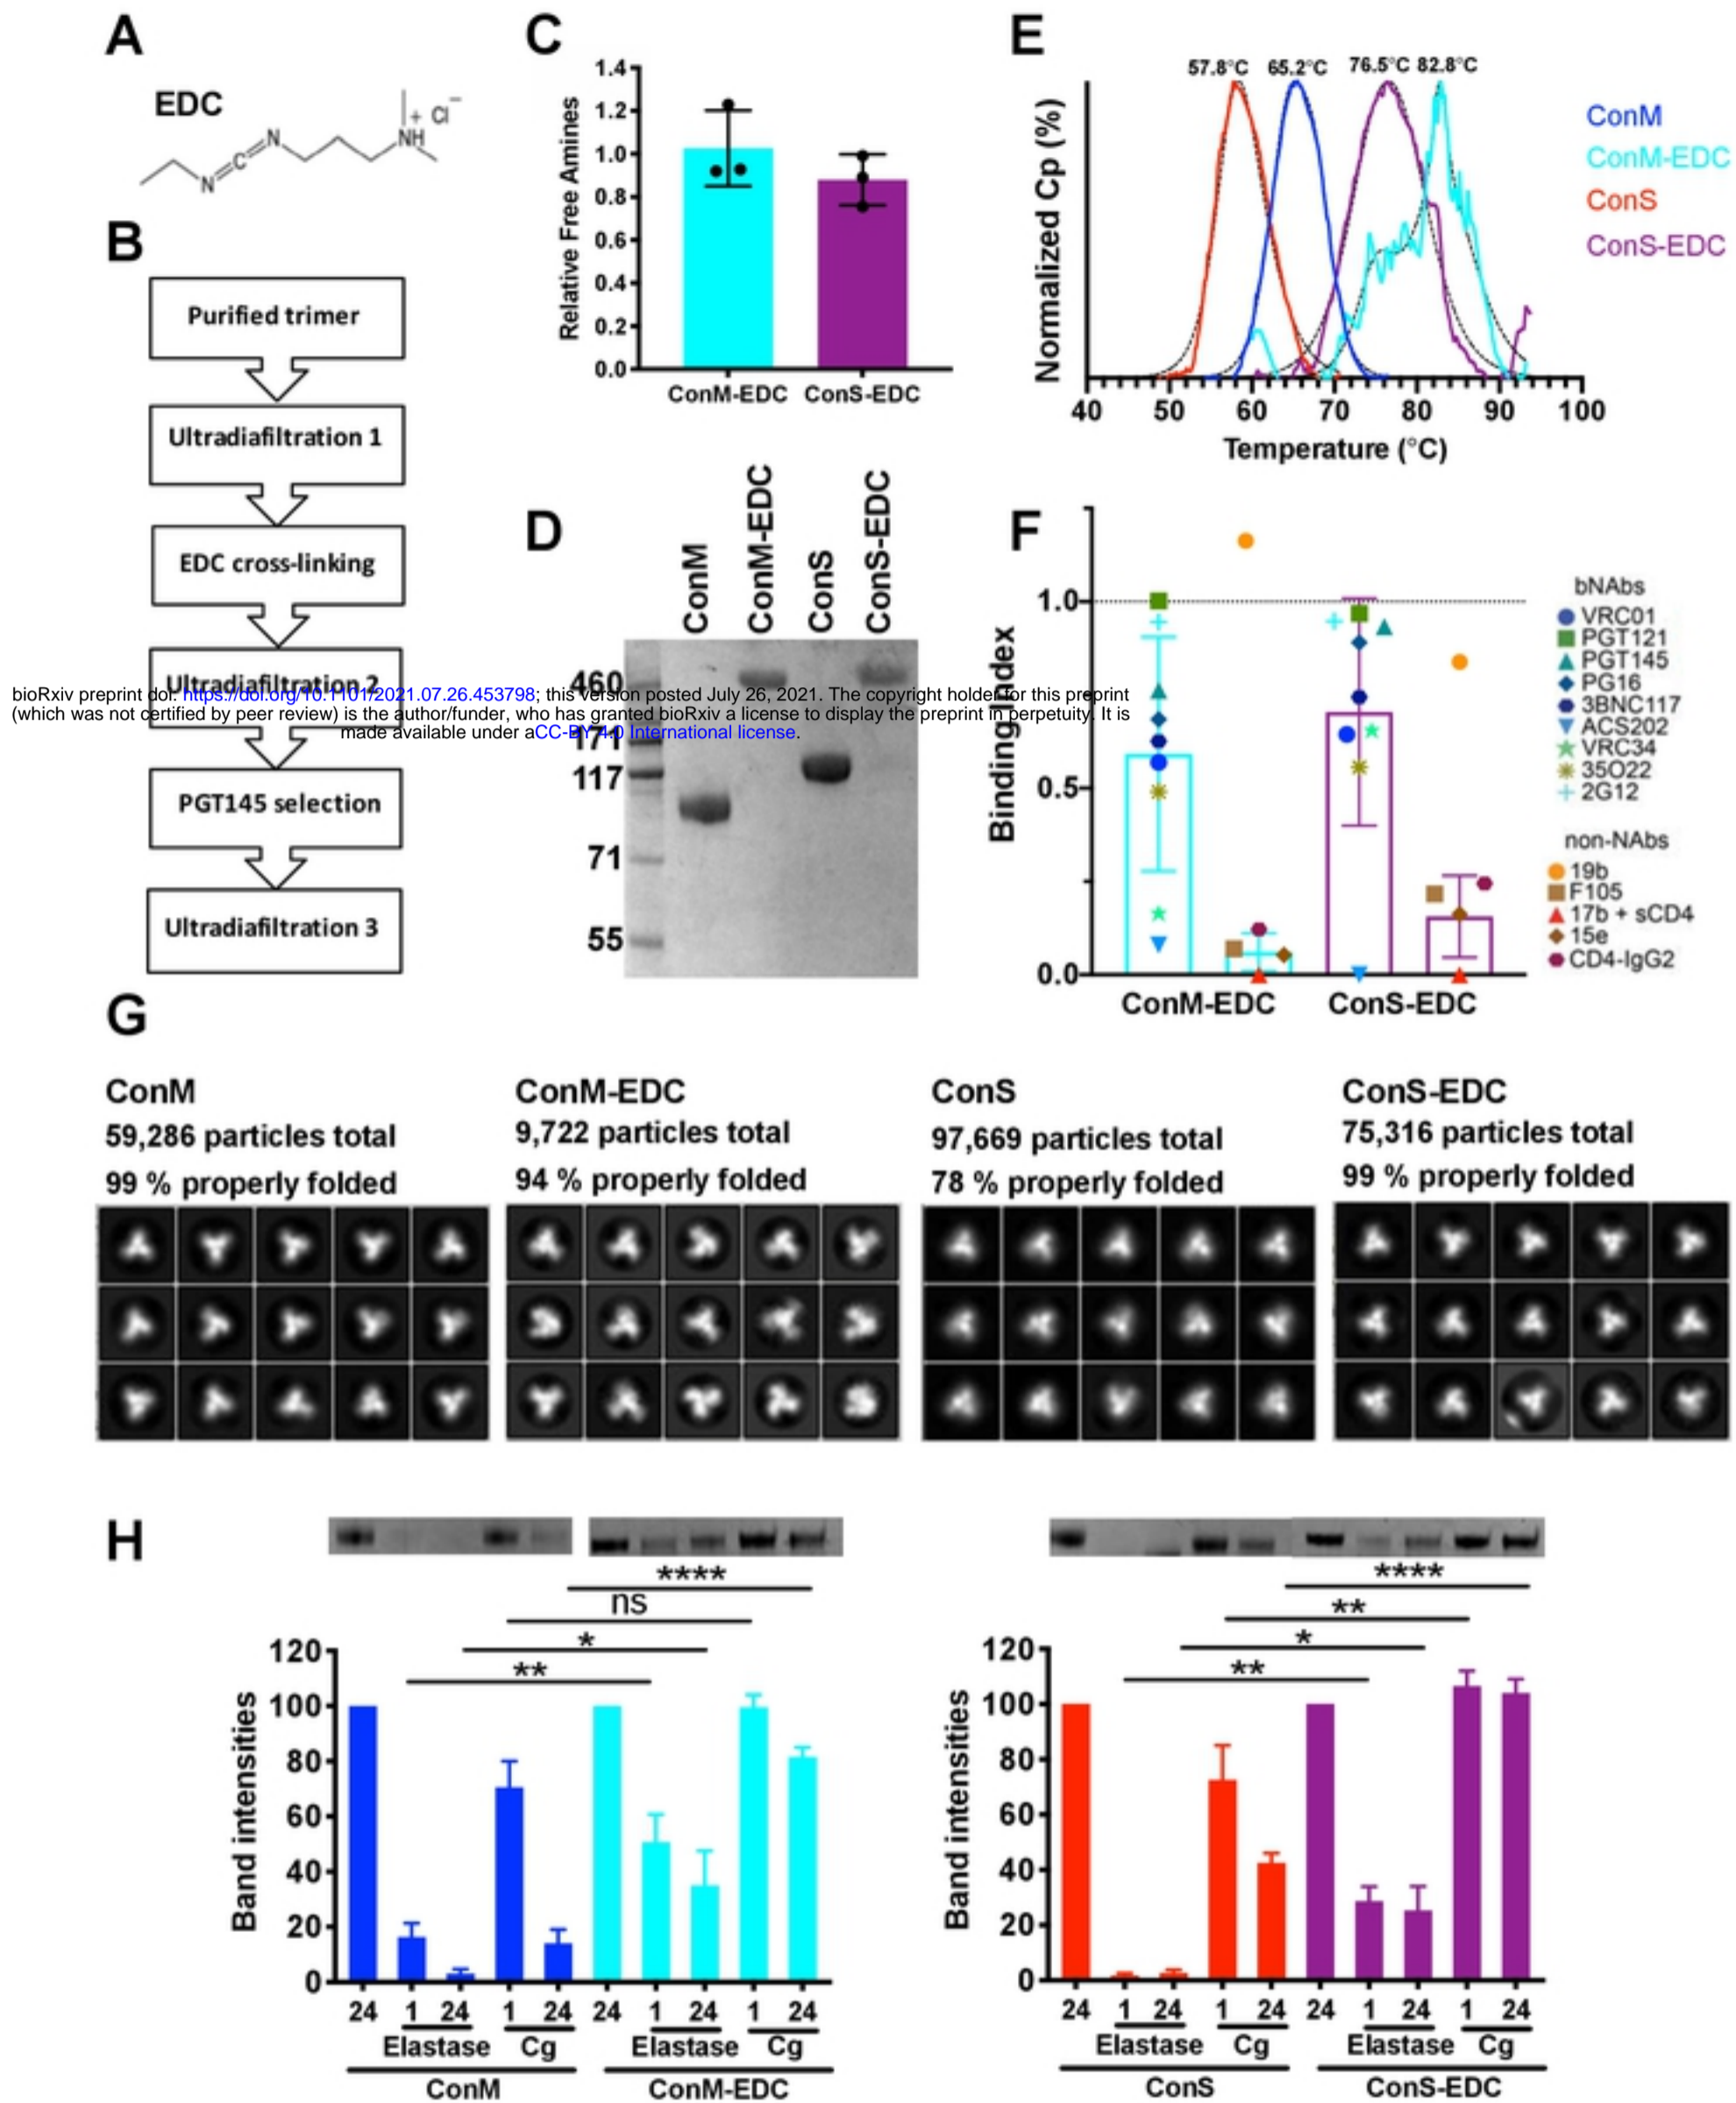 A
EDC
N
C
N
NH
+
Cl
−
B
Purified trimer
Ultradiafiltration 1
EDC cross-linking
Ultradiafiltration 2
PGT145 selection
Ultradiafiltration 3
C
Relative Free Amines
1.4
1.2
1.0
0.8
0.6
0.4
0.2
0.0
ConM-EDC ConS-EDC
D
ConM
ConM-EDC
ConS
ConS-EDC
460
171
117
71
55
E
57.8°C 65.2°C 76.5°C 82.8°C
Normalized Cp (%)
40 50 60 70 80 90 100
Temperature (°C)
ConM
ConM-EDC
ConS
ConS-EDC
F
Binding Index
1.0
0.5
0.0
ConM-EDC ConS-EDC
bNAbs
VRC01
PGT121
PGT145
PG16
3BNC117
ACS202
VRC34
35O22
2G12
non-NAbs
19b
F105
17b + sCD4
15e
CD4-IgG2
bioRxiv preprint doi: https://doi.org/10.1101/2021.07.26.453798; this version posted July 26, 2021. The copyright holder for this preprint
(which was not certified by peer review) is the author/funder, who has granted bioRxiv a license to display the preprint in perpetuity. It is
made available under aCC-BY 4.0 International license.
G
ConM
59,286 particles total
99 % properly folded
ConM-EDC
9,722 particles total
94 % properly folded
ConS
97,669 particles total
78 % properly folded
ConS-EDC
75,316 particles total
99 % properly folded
H
****
ns
*
**
Band intensities
120
100
80
60
40
20
0
24 1 24 1 24 24 1 24 1 24
Elastase Cg Elastase Cg
ConM ConM-EDC
****
**
*
**
Band intensities
120
100
80
60
40
20
0
24 1 24 1 24 24 1 24 1 24
Elastase Cg Elastase Cg
ConS ConS-EDC